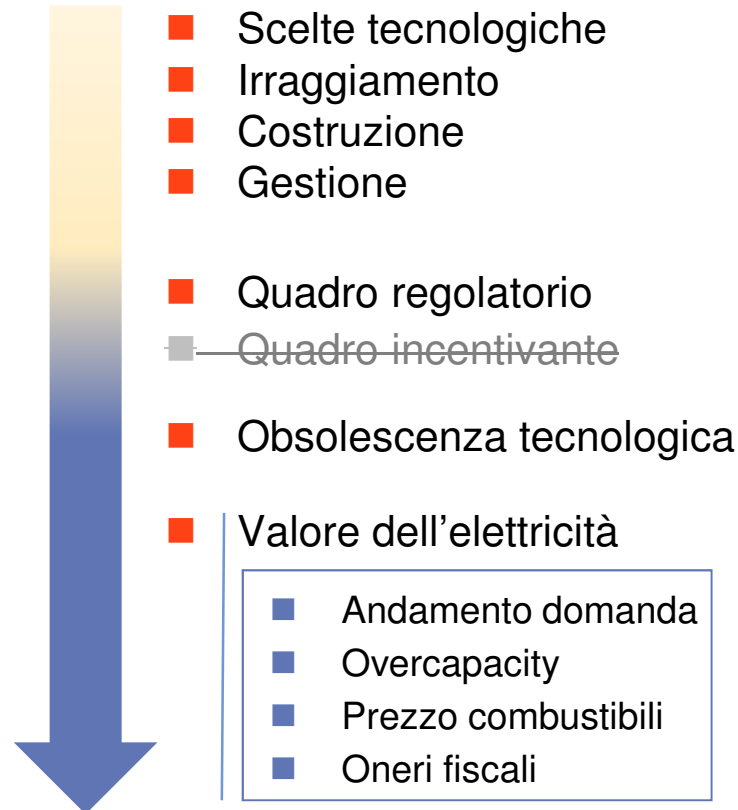 Scelte tecnologiche
Irraggiamento
Costruzione
Gestione
Quadro regolatorio
Quadro incentivante
Obsolescenza tecnologica
Valore dell’elettricità
Andamento domanda
Overcapacity
Prezzo combustibili
Oneri fiscali